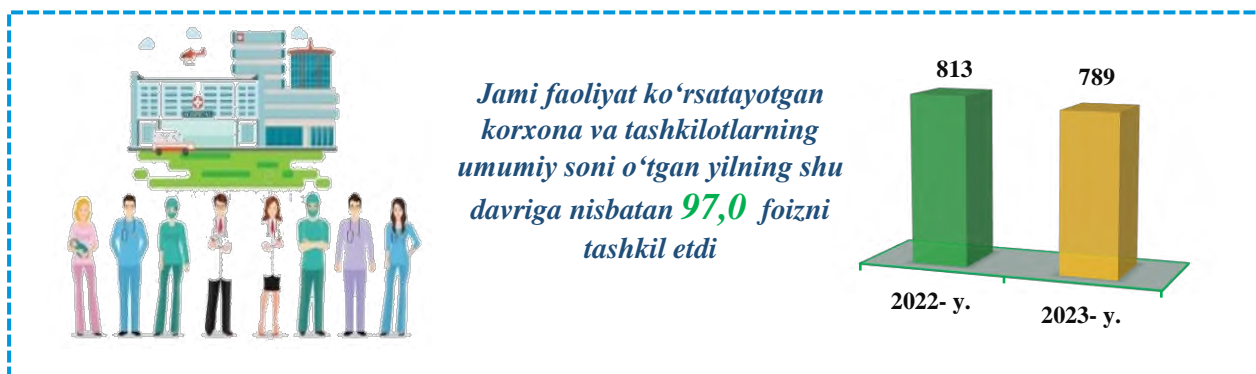 Jami faoliyat ko‘rsatayotgan
korxona va tashkilotlarning
umumiy soni o‘tgan yilning shu
davriga nisbatan 97,0 foizni
tashkil etdi
813
789
2022- y.
2023- y.